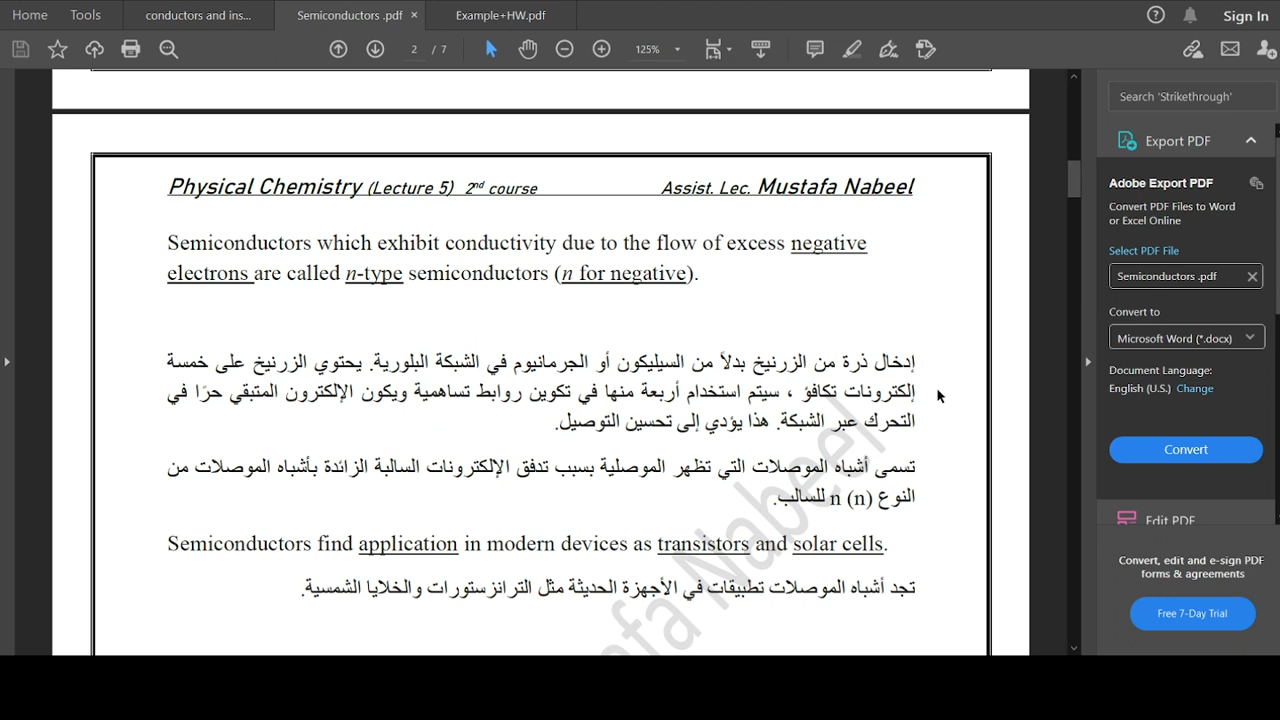 Home Tools conductors and ins... Semiconductors .pdf × Example+HW.pdf Sign In
2 / 7 125%
Search 'Strikethrough'
Export PDF
Adobe Export PDF
Convert PDF Files to Word
or Excel Online
Select PDF File
Semiconductors .pdf ×
Convert to
Microsoft Word (*.docx)
Document Language:
English (U.S.) Change
Convert
Edit PDF
Convert, edit and e-sign PDF
forms & agreements
Free 7-Day Trial
Physical Chemistry (Lecture 5) 2nd course Assist. Lec. Mustafa Nabeel
Semiconductors which exhibit conductivity due to the flow of excess negative
electrons are called n-type semiconductors (n for negative).
إدخال ذرة من الزرنيخ بدلاً من السيليكون أو الجرمانيوم في الشبكة البلورية. يحتوي الزرنيخ على خمسة
إلكترونات تكافؤ ، سيتم استخدام أربعة منها في تكوين روابط تساهمية ويكون الإلكترون المتبقي حرًا في
التحرك عبر الشبكة. هذا يؤدي إلى تحسين التوصيل.
تسمى أشباه الموصلات التي تظهر الموصلية بسبب تدفق الإلكترونات السالبة الزائدة بأشباه الموصلات من
النوع n (n) للسالب.
Semiconductors find application in modern devices as transistors and solar cells.
تجد أشباه الموصلات تطبيقات في الأجهزة الحديثة مثل الترانزستورات والخلايا الشمسية.